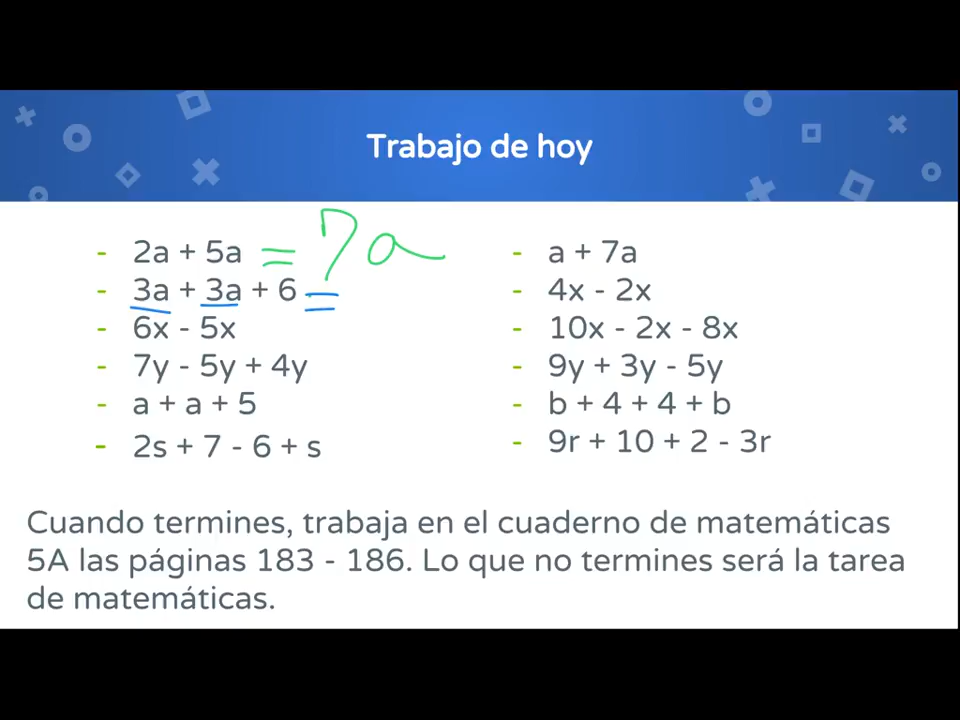 Trabajo de hoy
- 2a + 5a = 7a
- 3a + 3a + 6 =
- 6x - 5x
- 7y - 5y + 4y
- a + a + 5
- 2s + 7 - 6 + s
- a + 7a
- 4x - 2x
- 10x - 2x - 8x
- 9y + 3y - 5y
- b + 4 + 4 + b
- 9r + 10 + 2 - 3r
Cuando termines, trabaja en el cuaderno de matemáticas
5A las páginas 183 - 186. Lo que no termines será la tarea
de matemáticas.